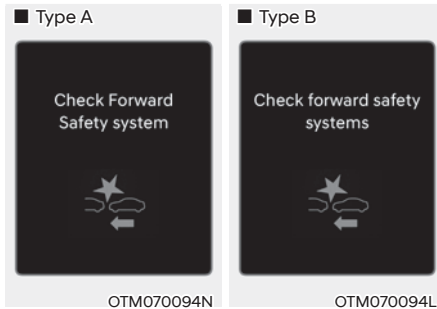 ■ Type A
Check Forward
Safety system
OTM070094N
■ Type B
Check forward safety
systems
OTM070094L